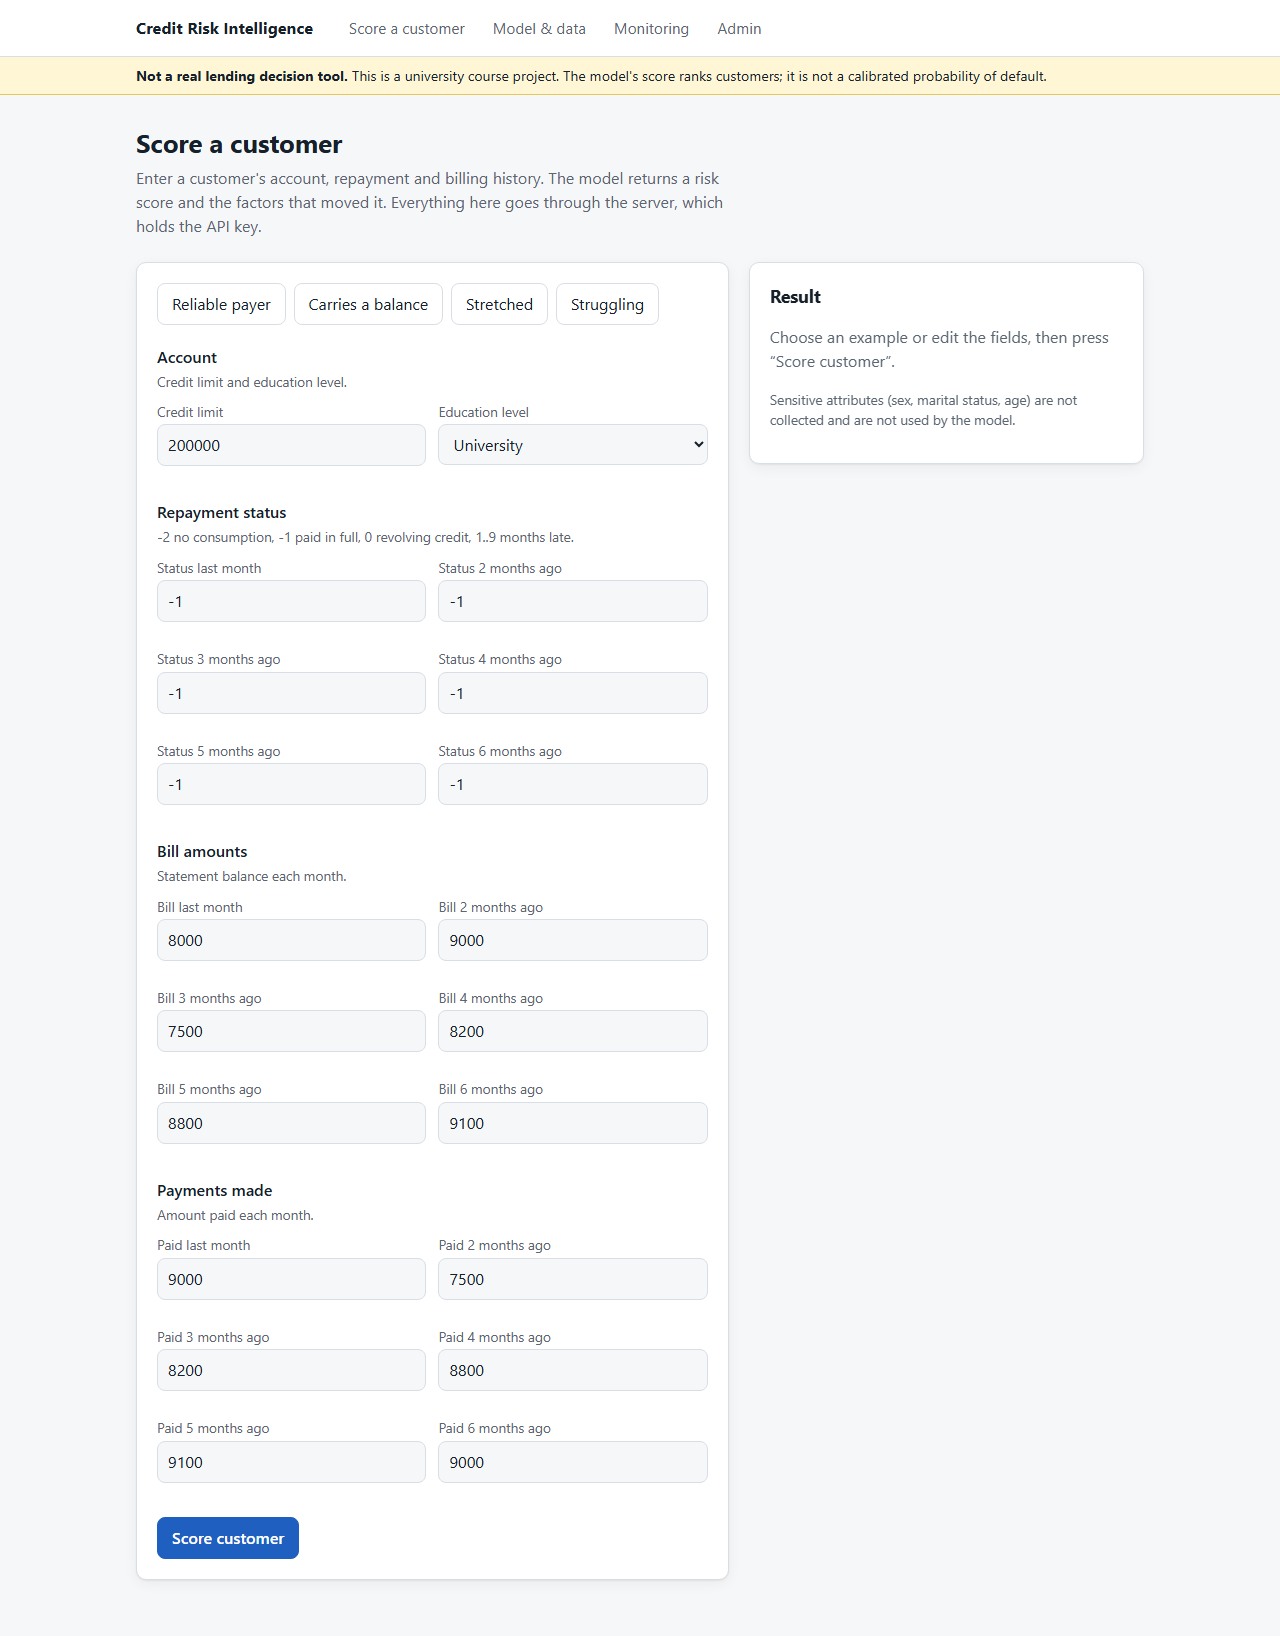 Credit Risk Intelligence Score a customer Model & data Monitoring Admin
Not a real lending decision tool. This is a university course project. The model's score ranks customers; it is not a calibrated probability of default.
Score a customer
Enter a customer's account, repayment and billing history. The model returns a risk
score and the factors that moved it. Everything here goes through the server, which
holds the API key.
Reliable payer Carries a balance Stretched Struggling
Account
Credit limit and education level.
Credit limit Education level
200000 University
Repayment status
-2 no consumption, -1 paid in full, 0 revolving credit, 1..9 months late.
Status last month Status 2 months ago
-1 -1
Status 3 months ago Status 4 months ago
-1 -1
Status 5 months ago Status 6 months ago
-1 -1
Bill amounts
Statement balance each month.
Bill last month Bill 2 months ago
8000 9000
Bill 3 months ago Bill 4 months ago
7500 8200
Bill 5 months ago Bill 6 months ago
8800 9100
Payments made
Amount paid each month.
Paid last month Paid 2 months ago
9000 7500
Paid 3 months ago Paid 4 months ago
8200 8800
Paid 5 months ago Paid 6 months ago
9100 9000
Score customer
Result
Choose an example or edit the fields, then press
“Score customer”.
Sensitive attributes (sex, marital status, age) are not
collected and are not used by the model.